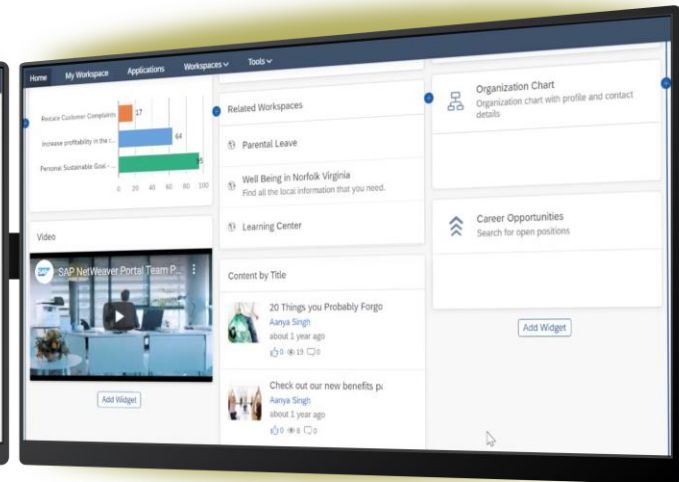 Home My Workspace Applications Workspaces Tools
Reduce Customer Complaints 17
Increase profitability in the r... 64
Personal Sustainable Goal - ... 95
0 20 40 60 80 100
Video
SAP
SAP NetWeaver Portal Team P...
Add Widget
Related Workspaces
Parental Leave
Well Being in Norfolk Virginia
Find all the local information that you need.
Learning Center
Content by Title
20 Things you Probably Forgo
Aanya Singh
about 1 year ago
0 19 0
Check out our new benefits pa
Aanya Singh
about 1 year ago
0 6 0
Organization Chart
Organization chart with profile and contact
details
Career Opportunities
Search for open positions
Add Widget